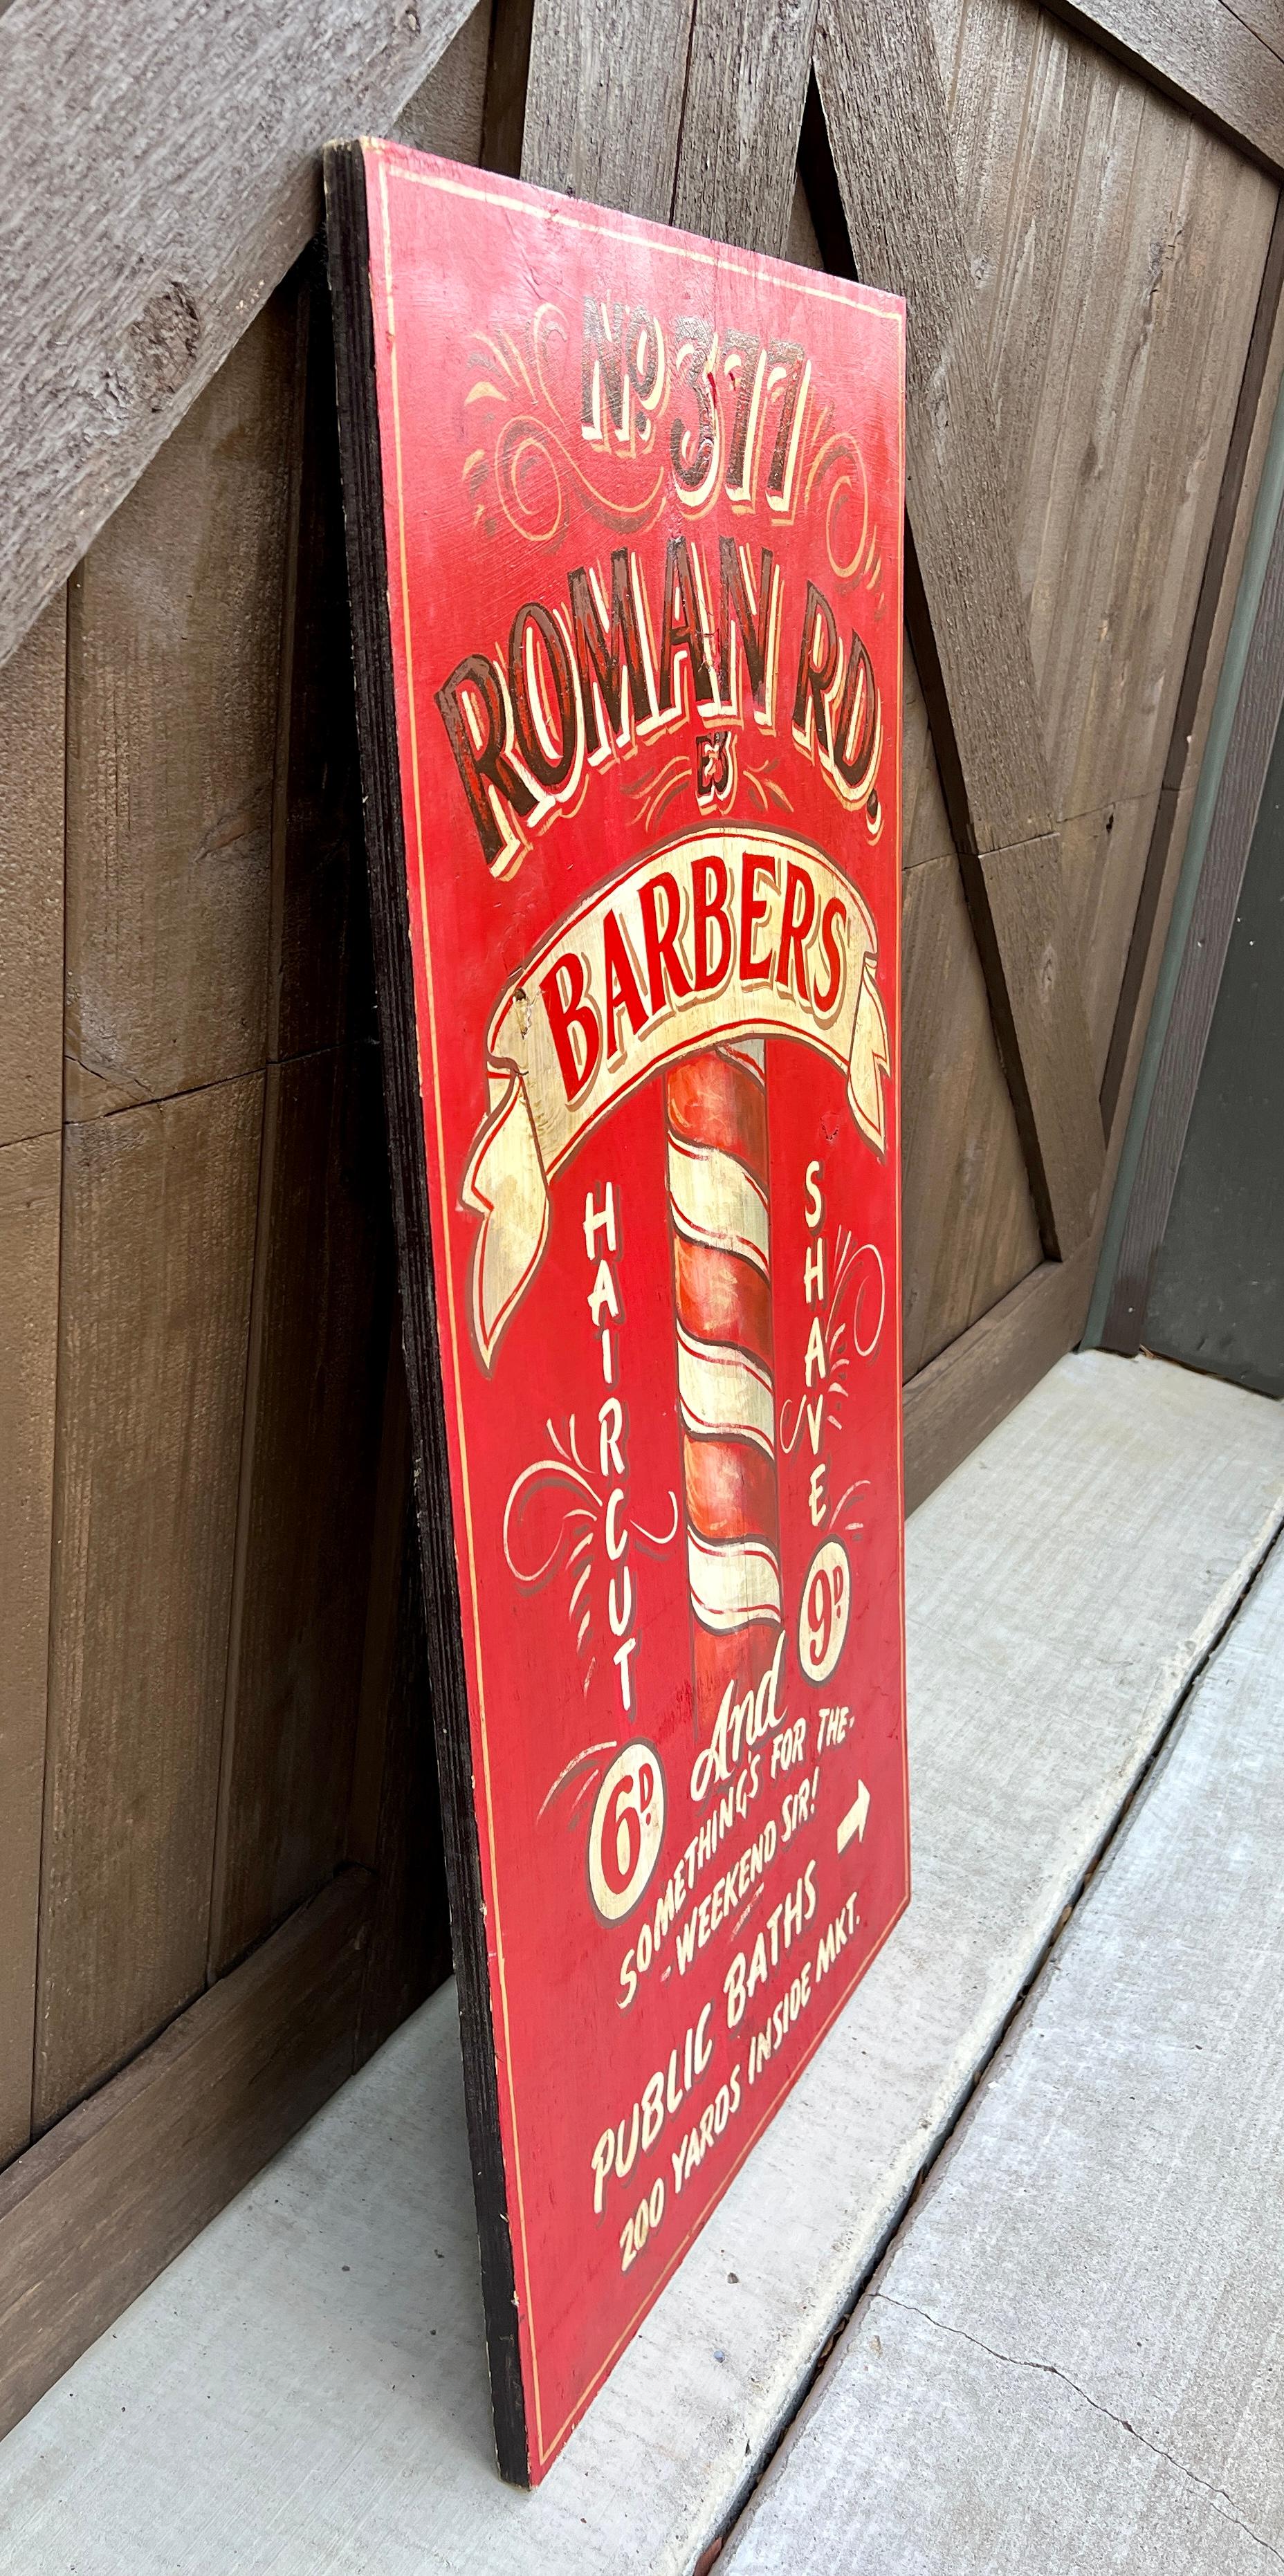 No. 377
ROMAN RD.
E3
BARBERS
HAIRCUT
6D.
SHAVE
9D.
And
SOMETHING'S FOR THE-
-WEEKEND SIR!
PUBLIC BATHS
200 YARDS INSIDE MKT.